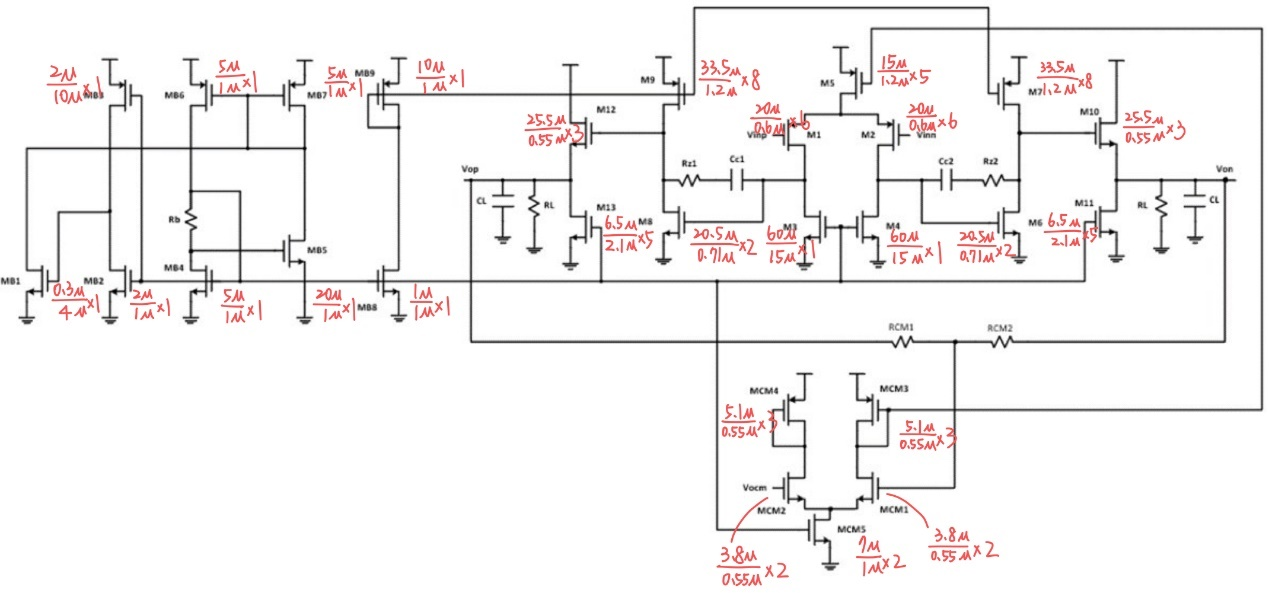 2μ/10μ×1
MB3
MB6
5μ/1μ×1
MB7
5μ/1μ×1
MB9
10μ/1μ×1
M9
33.5μ/1.2μ×8
M5
15μ/1.2μ×5
M7
33.5μ/1.2μ×8
M12
25.5μ/0.55μ×3
20μ/0.6μ×6
Vinp
M1
M2
20μ/0.6μ×6
Vinn
M10
25.5μ/0.55μ×3
Vop
Rz1
Cc1
Cc2
Rz2
Von
CL
RL
M13
6.5μ/2.1μ×5
M8
20.5μ/0.71μ×2
M3
60μ/15μ×1
M4
60μ/15μ×1
20.5μ/0.71μ×2
M6
6.5μ/2.1μ×5
M11
RL
CL
Rb
MB5
MB1
0.3μ/4μ×1
MB2
2μ/1μ×1
MB4
5μ/1μ×1
20μ/1μ×1
MB8
1μ/1μ×1
RCM1
RCM2
MCM4
5.1μ/0.55μ×3
MCM3
5.1μ/0.55μ×3
Vocm
MCM2
MCM1
3.8μ/0.55μ×2
MCM5
3.8μ/0.55μ×2
/1μ×2